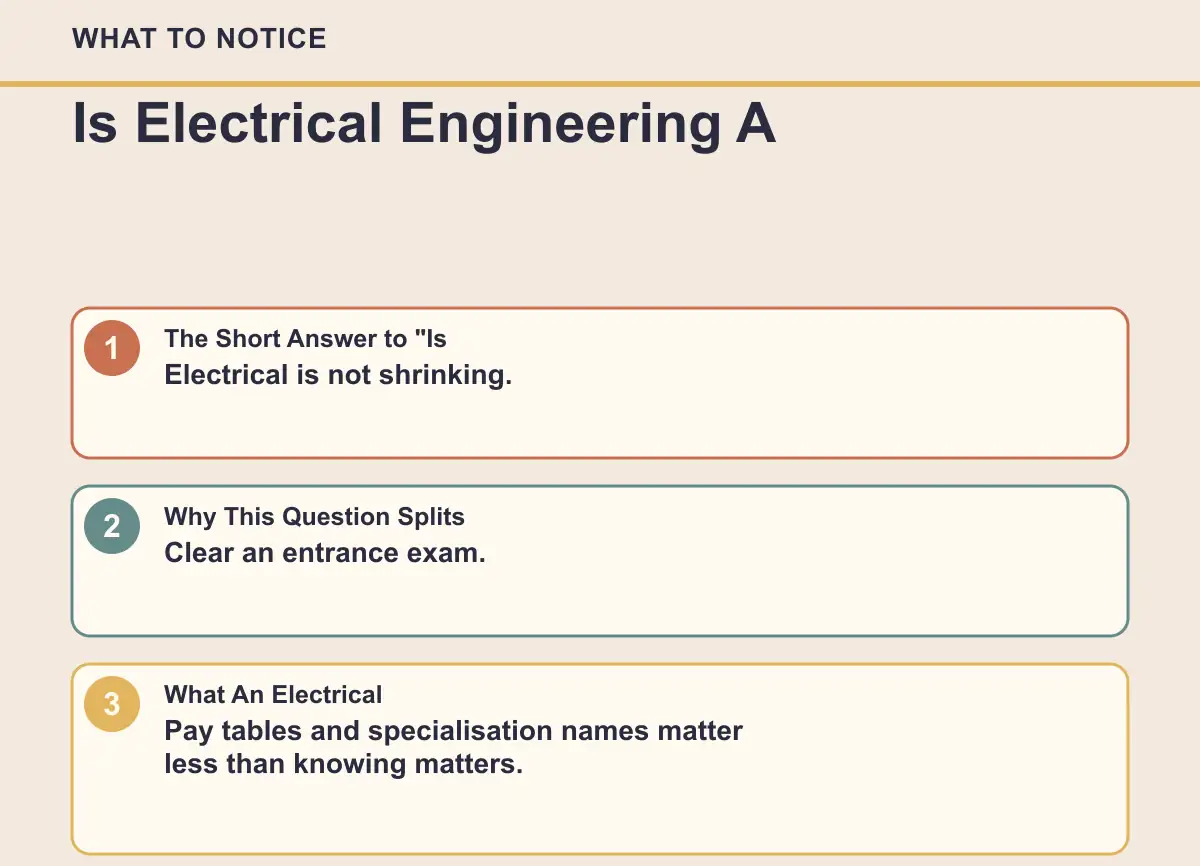 WHAT TO NOTICE
Is Electrical Engineering A
1
The Short Answer to "Is
Electrical is not shrinking.
2
Why This Question Splits
Clear an entrance exam.
3
What An Electrical
Pay tables and specialisation names matter
less than knowing matters.